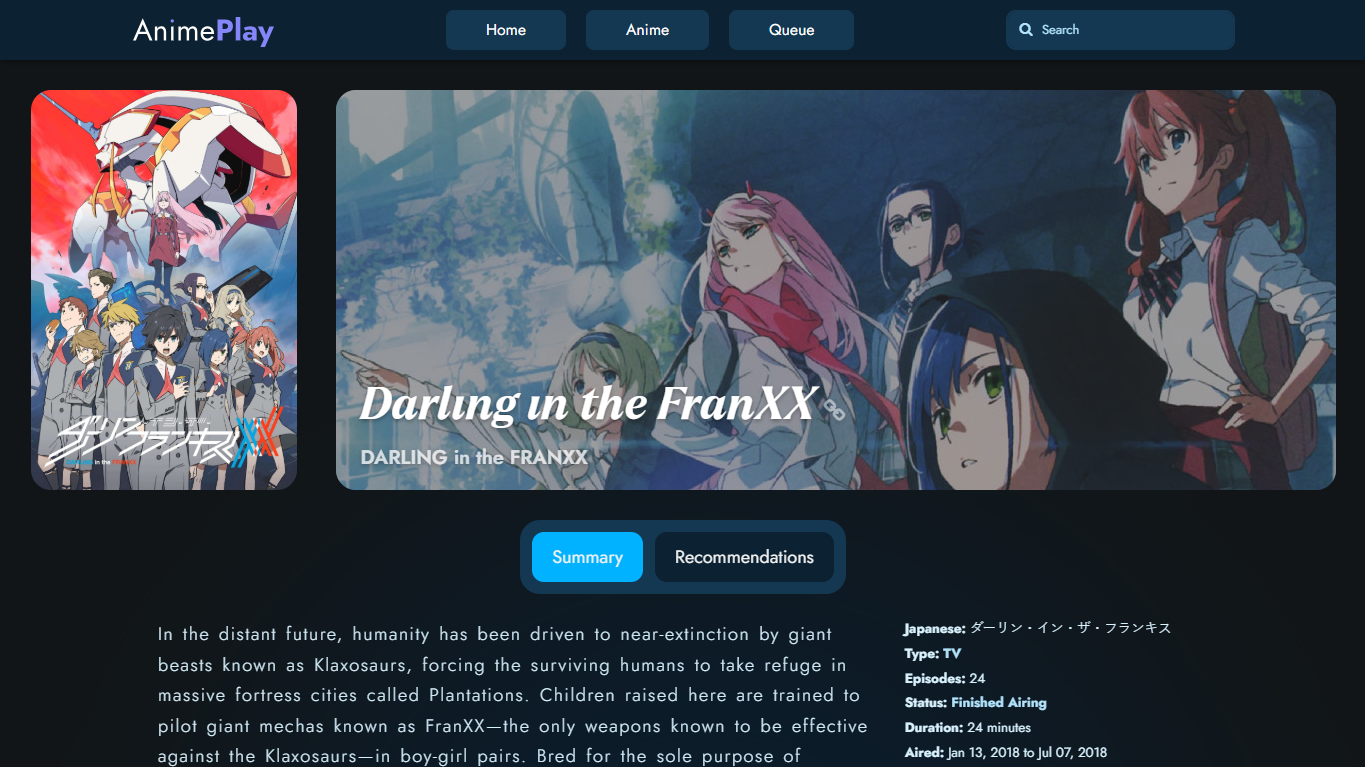 AnimePlay
Home
Anime
Queue
Search
ダーリン・イン・ザ・フランキスXX
in the
Darling in the FranXX
DARLING in the FRANXX
Summary
Recommendations
In the distant future, humanity has been driven to near-extinction by giant
beasts known as Klaxosaurs, forcing the surviving humans to take refuge in
massive fortress cities called Plantations. Children raised here are trained to
pilot giant mechas known as FranXX—the only weapons known to be effective
against the Klaxosaurs—in boy-girl pairs. Bred for the sole purpose of
Japanese: ダーリン・イン・ザ・フランキス
Type: TV
Episodes: 24
Status: Finished Airing
Duration: 24 minutes
Aired: Jan 13, 2018 to Jul 07, 2018